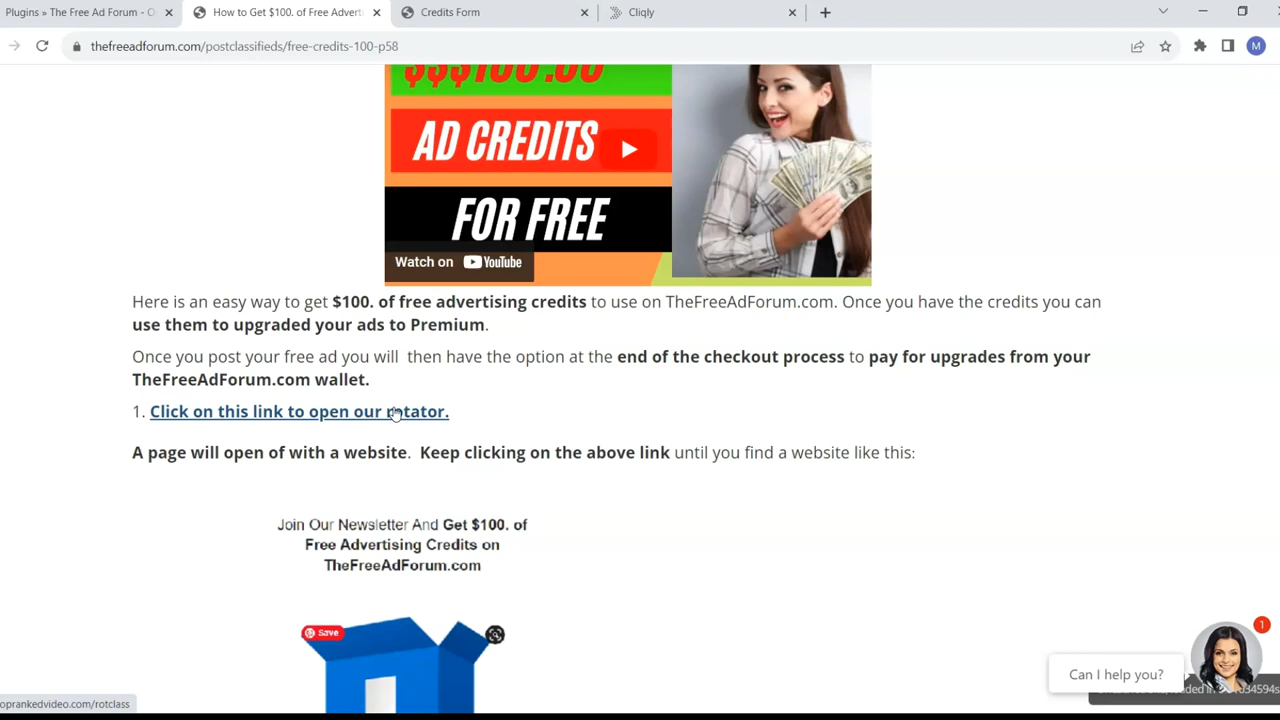 Plugins » The Free Ad Forum - O
How to Get $100. of Free Adverti
Credits Form
Cliqly
thefreeadforum.com/postclassifieds/free-credits-100-p58
M
$$$100.00
AD CREDITS
FOR FREE
Watch on YouTube
Here is an easy way to get $100. of free advertising credits to use on TheFreeAdForum.com. Once you have the credits you can
use them to upgraded your ads to Premium.
Once you post your free ad you will then have the option at the end of the checkout process to pay for upgrades from your
TheFreeAdForum.com wallet.
1. Click on this link to open our rotator.
A page will open of with a website. Keep clicking on the above link until you find a website like this:
Join Our Newsletter And Get $100. of
Free Advertising Credits on
TheFreeAdForum.com
Save
1
Can I help you?
oprankedvideo.com/rotclass